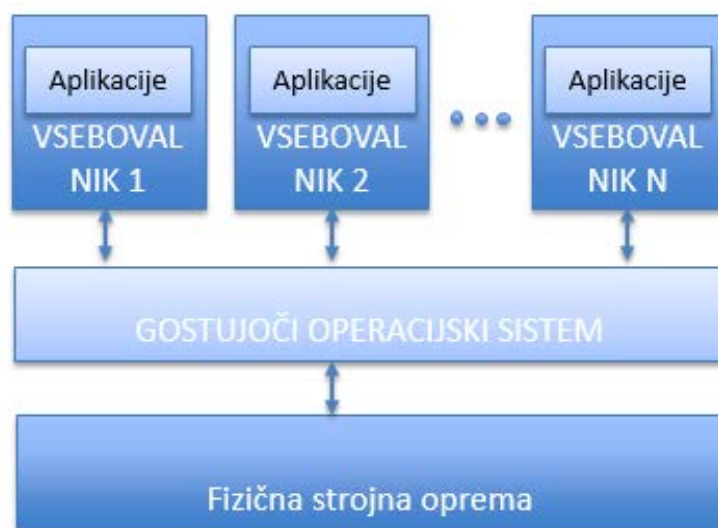 Aplikacije
VSEBOVAL
NIK 1
Aplikacije
VSEBOVAL
NIK 2
Aplikacije
VSEBOVAL
NIK N
GOSTUJOČI OPERACIJSKI SISTEM
Fizična strojna oprema